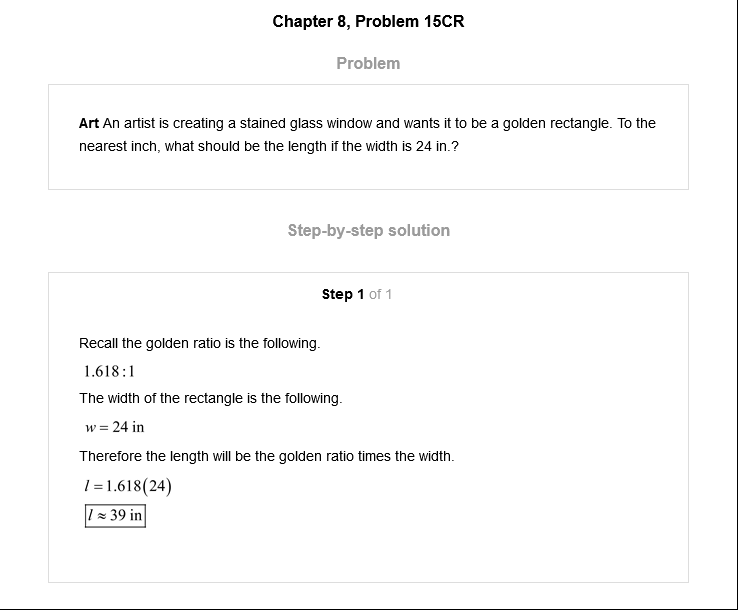 Chapter 8, Problem 15CR
Problem
Art An artist is creating a stained glass window and wants it to be a golden rectangle. To the
nearest inch, what should be the length if the width is 24 in.?
Step-by-step solution
Step 1 of 1
Recall the golden ratio is the following.
1.618:1
The width of the rectangle is the following.
w = 24 in
Therefore the length will be the golden ratio times the width.
l = 1.618(24)
l ≈ 39 in